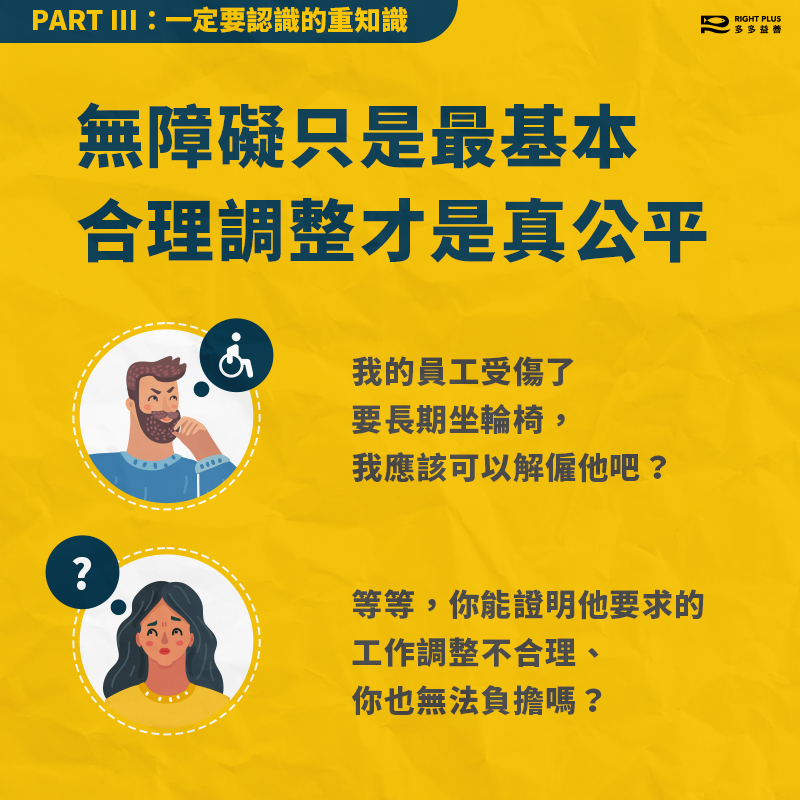 PART III：一定要認識的重知識
RIGHT PLUS
多多益善
無障礙只是最基本
合理調整才是真公平
我的員工受傷了
要長期坐輪椅，
我應該可以解僱他吧？
?
等等，你能證明他要求的
工作調整不合理、
你也無法負擔嗎？